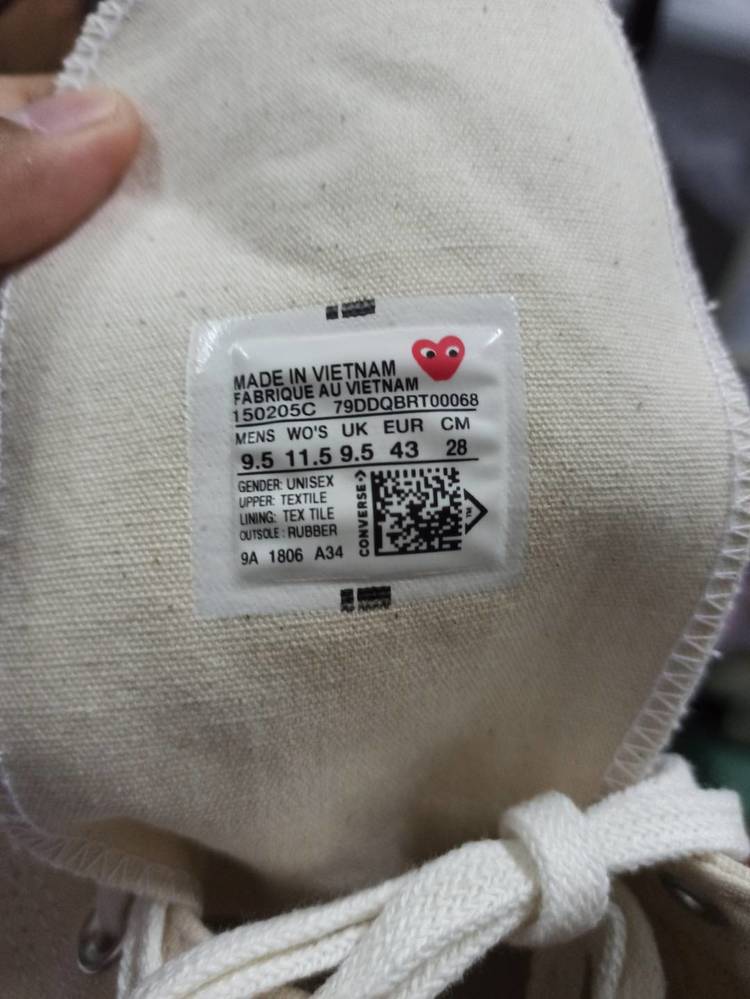 MADE IN VIETNAM
FABRIQUE AU VIETNAM
150205C 79DDQBRT00068
MENS WO'S UK EUR CM
9.5 11.5 9.5 43 28
GENDER: UNISEX
UPPER: TEXTILE
LINING: TEX TILE
OUTSOLE : RUBBER
9A 1806 A34
CONVERSE
TM